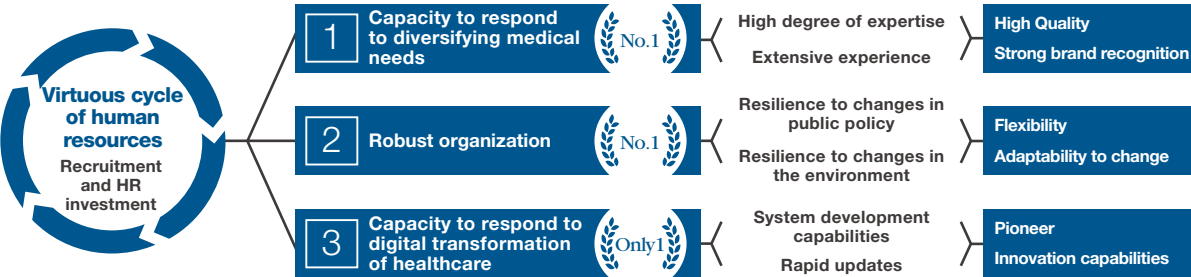 Virtuous cycle
of human
resources
Recruitment
and HR
investment
1
Capacity to respond
to diversifying medical
needs
No.1
High degree of expertise
Extensive experience
High Quality
Strong brand recognition
2
Robust organization
No.1
Resilience to changes in
public policy
Resilience to changes in
the environment
Flexibility
Adaptability to change
3
Capacity to respond to
digital transformation
of healthcare
Only1
System development
capabilities
Rapid updates
Pioneer
Innovation capabilities